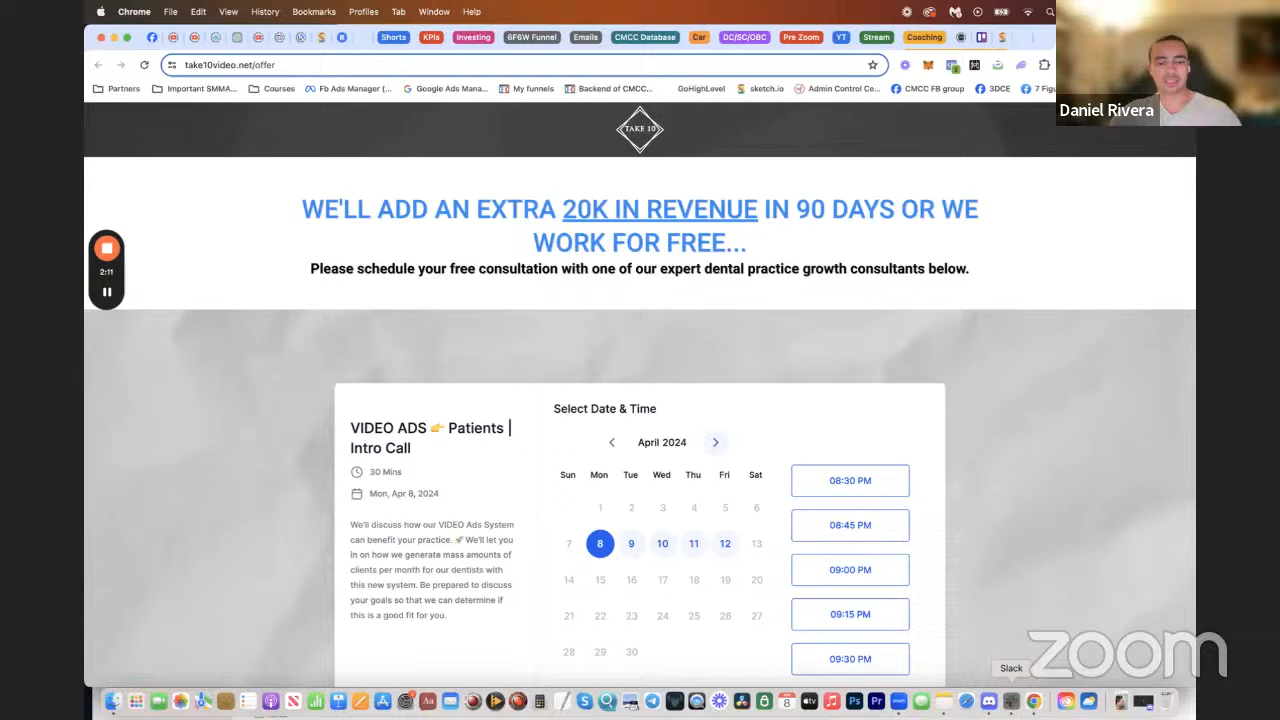 Chrome File Edit View History Bookmarks Profiles Tab Window Help
Shorts KPIs Investing 6F6W Funnel Emails CMCC Database Car DC/SC/OBC Pre Zoom YT Stream Coaching
take10video.net/offer
Partners Important SMMA... Courses Fb Ads Manager (... Google Ads Mana... My funnels Backend of CMCC... GoHighLevel sketch.io Admin Control Ce... CMCC FB group 3DCE 7 Figu
Daniel Rivera
TAKE 10
WE'LL ADD AN EXTRA 20K IN REVENUE IN 90 DAYS OR WE
WORK FOR FREE...
Please schedule your free consultation with one of our expert dental practice growth consultants below.
2:11
VIDEO ADS 👉 Patients |
Intro Call
30 Mins
Mon, Apr 8, 2024
We'll discuss how our VIDEO Ads System
can benefit your practice. 🚀 We'll let you
in on how we generate mass amounts of
clients per month for our dentists with
this new system. Be prepared to discuss
your goals so that we can determine if
this is a good fit for you.
Select Date & Time
April 2024
Sun Mon Tue Wed Thu Fri Sat
1 2 3 4 5 6
7 8 9 10 11 12 13
14 15 16 17 18 19 20
21 22 23 24 25 26 27
28 29 30
08:30 PM
08:45 PM
09:00 PM
09:15 PM
09:30 PM
Slack
zoom